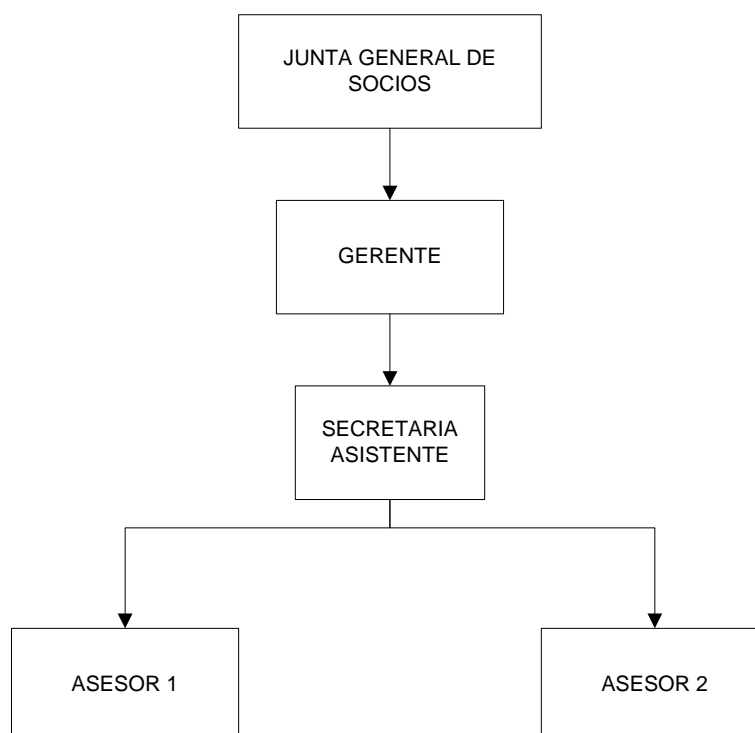 JUNTA GENERAL DE
SOCIOS
GERENTE
SECRETARIA
ASISTENTE
ASESOR 1
ASESOR 2